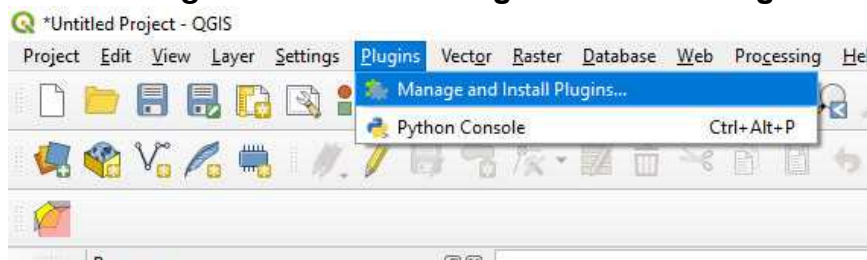 *Untitled Project - QGIS
Project Edit View Layer Settings Plugins Vector Raster Database Web Processing
Manage and Install Plugins...
Python Console Ctrl+Alt+P